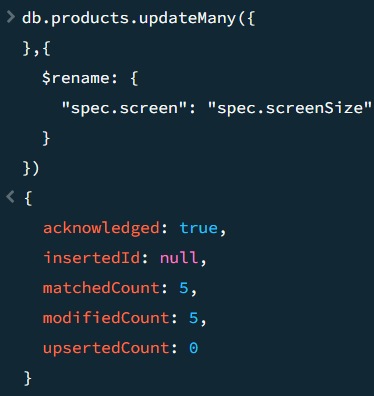 > db.products.updateMany({
},{
$rename: {
"spec.screen": "spec.screenSize"
}
})
< {
acknowledged: true,
insertedId: null,
matchedCount: 5,
modifiedCount: 5,
upsertedCount: 0
}